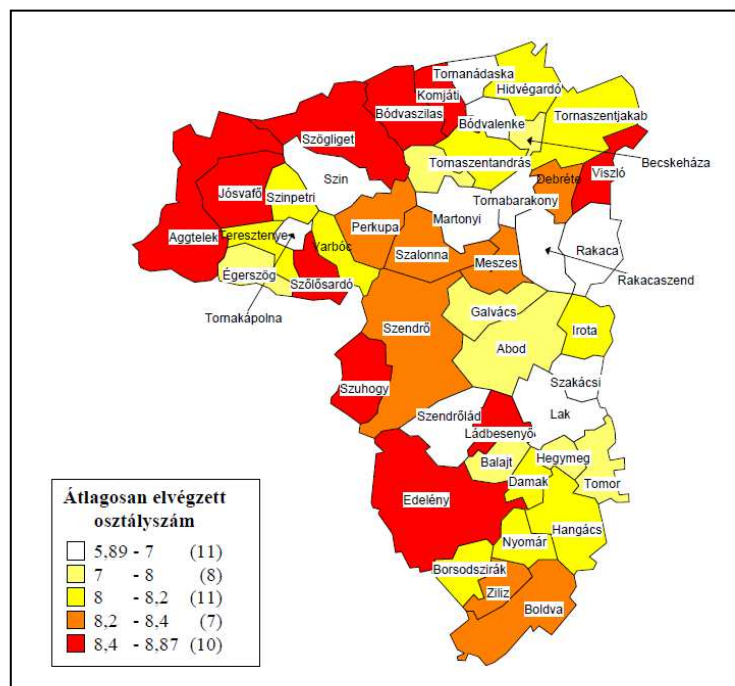 Tornanádaska
Hidvégardó
Komjáti
Bódvaszilas
Tornaszentjakab
Bódvalenke
Szögliget
Becskeháza
Tornaszentandrás
Szin
Debréte
Viszló
Jósvafő
Szinpetri
Tornabarakony
Martonyi
Perkupa
Teresztenye
Aggtelek
Varbóc
Szalonna
Rakaca
Meszes
Égerszög
Szőlősardó
Rakacaszend
Galvács
Tornakápolna
Szendrő
Irota
Abod
Szuhogy
Szakácsi
Szendrőlád
Lak
Ládbesenyő
Balajt
Hegymeg
Edelény
Damak
Tomor
Hangács
Nyomár
Borsodszirák
Ziliz
Boldva
Átlagosan elvégzett
osztályszám
5,89 - 7 (11)
7 - 8 (8)
8 - 8,2 (11)
8,2 - 8,4 (7)
8,4 - 8,87 (10)